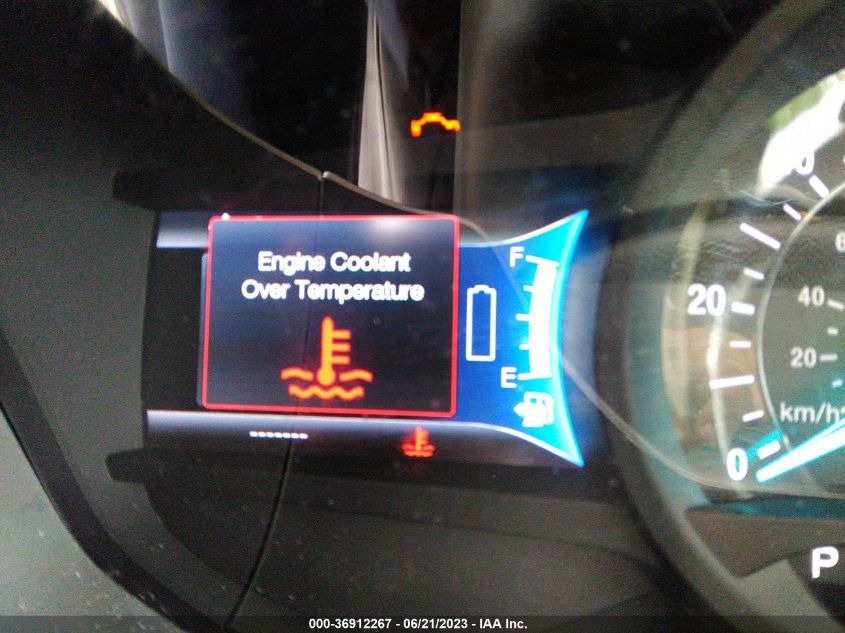 Engine Coolant
Over Temperature
F
E
20
0
40
20
km/h
P
000-36912267 - 06/21/2023 - IAA Inc.